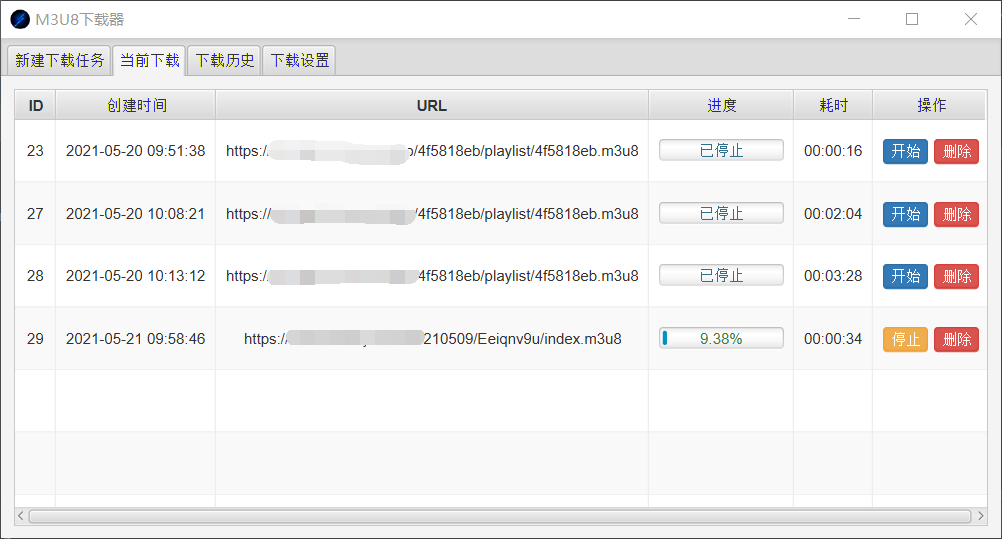 M3U8下载器
新建下载任务 当前下载 下载历史 下载设置
ID 创建时间 URL 进度 耗时 操作
23 2021-05-20 09:51:38 https:/ /4f5818eb/playlist/4f5818eb.m3u8 已停止 00:00:16 开始 删除
27 2021-05-20 10:08:21 https:/ /4f5818eb/playlist/4f5818eb.m3u8 已停止 00:02:04 开始 删除
28 2021-05-20 10:13:12 https:/ 4f5818eb/playlist/4f5818eb.m3u8 已停止 00:03:28 开始 删除
29 2021-05-21 09:58:46 https:/ 210509/Eeiqnv9u/index.m3u8 9.38% 00:00:34 停止 删除